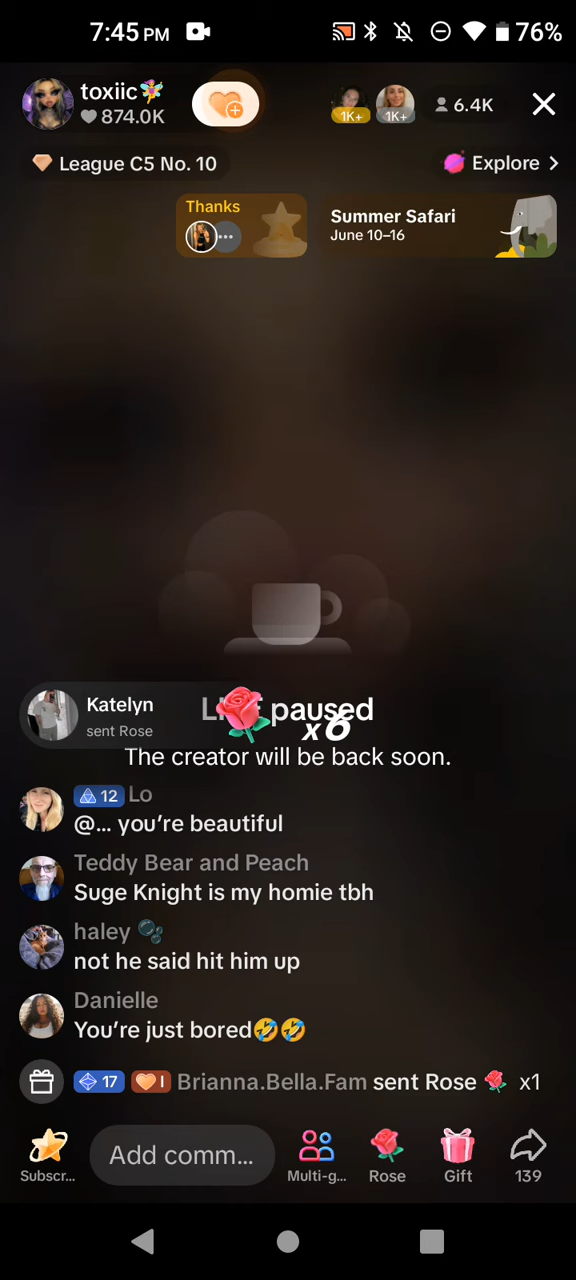 7:45 PM
76%
toxiic🧚
874.0K
1K+
1K+
6.4K
League C5 No. 10
Explore
Thanks
Summer Safari
June 10–16
Katelyn
sent Rose
x6
paused
The creator will be back soon.
12 Lo
@... you're beautiful
Teddy Bear and Peach
Suge Knight is my homie tbh
haley 🫧
not he said hit him up
Danielle
You're just bored🤣🤣
17 I Brianna.Bella.Fam sent Rose 🌹 x1
Add comm...
Subscr...
Multi-g...
Rose
Gift
139